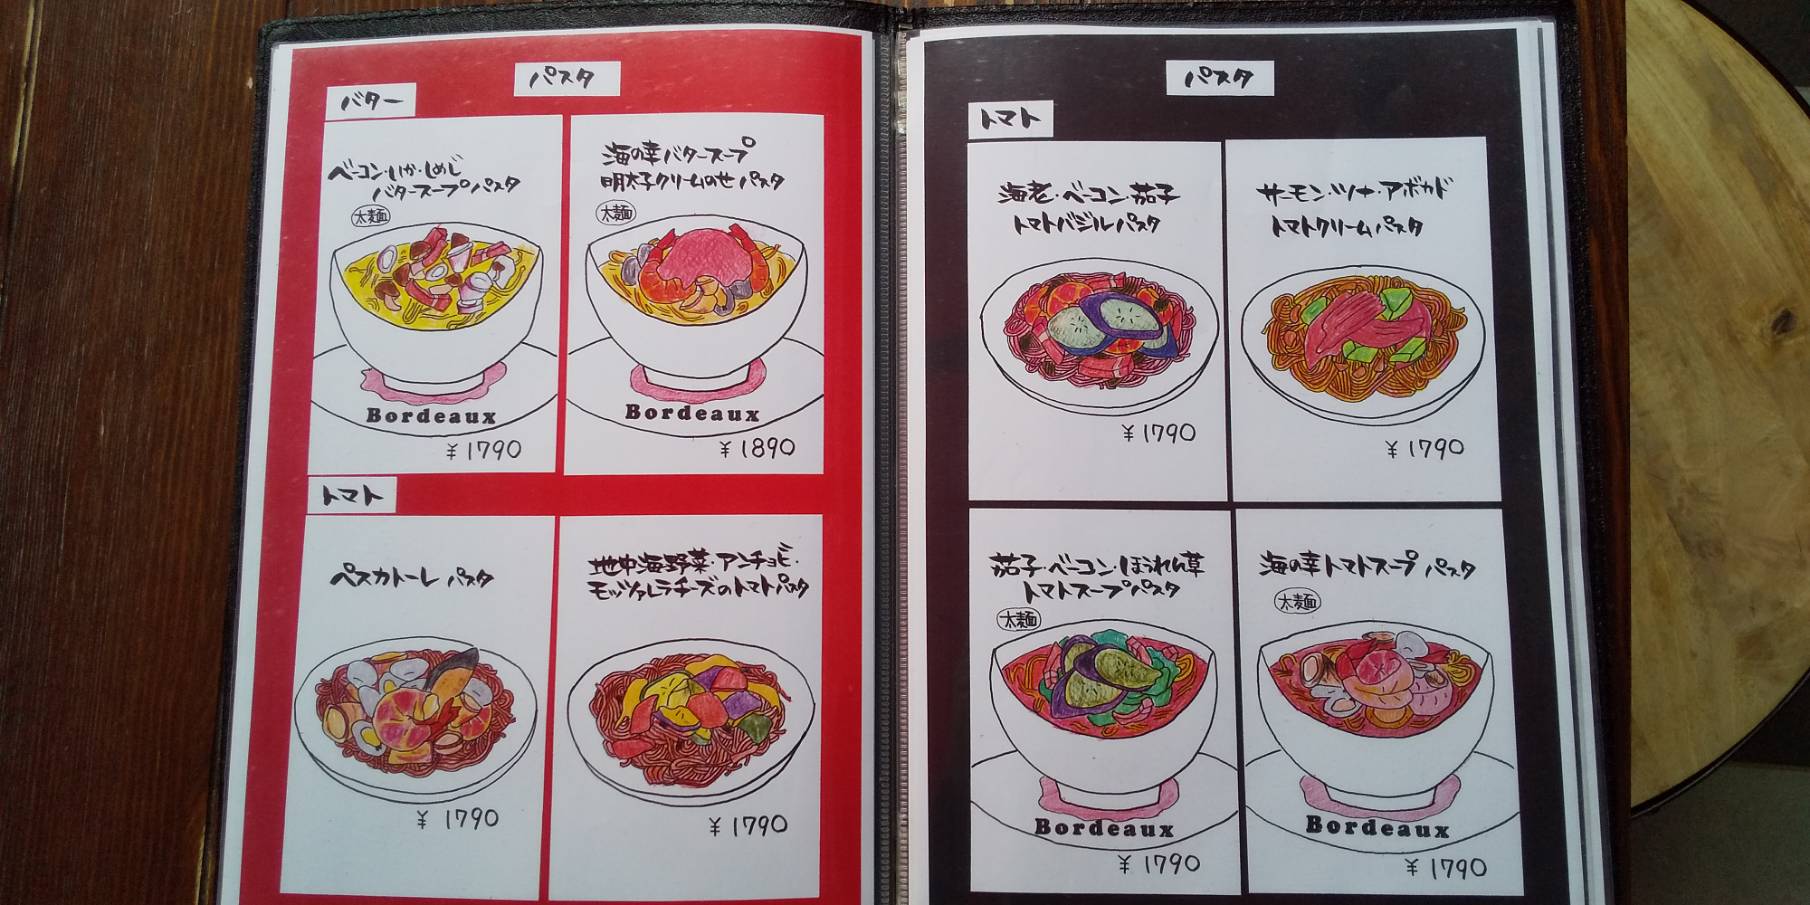 パスタ
バター
ベーコン・いか・しめじ
バタースープパスタ
太麺
Bordeaux
¥1790
海の幸バタースープ
明太子クリームのせパスタ
太麺
Bordeaux
¥1890
トマト
ペスカトーレ パスタ
¥1790
地中海野菜・アンチョビ・
モッツァレラチーズのトマトパスタ
¥1790
パスタ
トマト
海老・ベーコン・茄子
トマトバジルパスタ
¥1790
サーモン・ツナ・アボカド
トマトクリームパスタ
¥1790
茄子・ベーコン・ほうれん草
トマトスープパスタ
太麺
Bordeaux
¥1790
海の幸トマトスープ パスタ
太麺
Bordeaux
¥1790